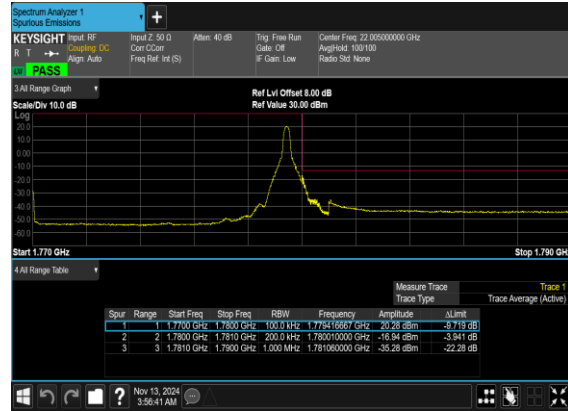 Spectrum Analyzer 1
Spurious Emissions
KEYSIGHT Input: RF Input Z: 50 Ω Atten: 40 dB Trig: Free Run Center Freq: 22.005000000 GHz
R T Coupling: DC Corr CCorr Gate: Off Avg|Hold: 100/100
Align: Auto Freq Ref: Int (S) IF Gain: Low Radio Std: None
PASS
3 All Range Graph
Ref Lvl Offset 8.00 dB
Scale/Div 10.0 dB Ref Value 30.00 dBm
Log
20.0
10.0
0.00
-10.0
-20.0
-30.0
-40.0
-50.0
-60.0
Start 1.770 GHz Stop 1.790 GH
4 All Range Table
Measure Trace Trace 1
Trace Type Trace Average (Active)
Spur Range Start Freq Stop Freq RBW Frequency Amplitude ΔLimit
1 1 1.7700 GHz 1.7800 GHz 100.0 kHz 1.779416667 GHz 20.28 dBm -9.719 dB
2 2 1.7800 GHz 1.7810 GHz 200.0 kHz 1.780010000 GHz -16.94 dBm -3.941 dB
3 3 1.7810 GHz 1.7900 GHz 1.000 MHz 1.781060000 GHz -35.28 dBm -22.28 dB
? Nov 13, 2024
3:56:41 AM